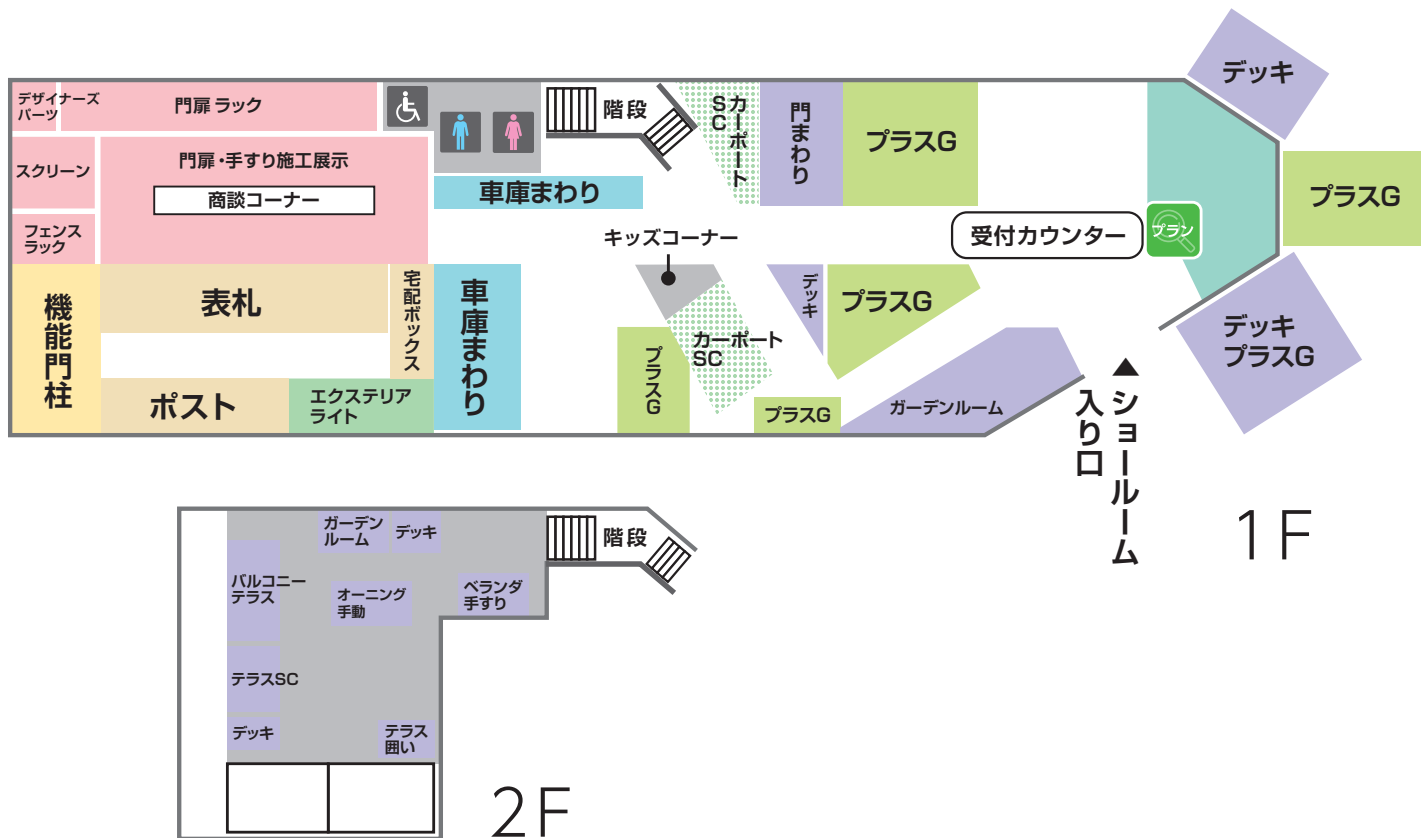 デザイナーズ
パーツ
門扉 ラック
階段
カーポート
SC
門まわり
プラスG
デッキ
スクリーン
門扉・手すり施工展示
商談コーナー
車庫まわり
プラスG
フェンス
ラック
キッズコーナー
受付カウンター
プラン
機能門柱
表札
宅配ボックス
車庫まわり
デッキ
プラスG
デッキ
プラスG
プラスG
カーポート
SC
ポスト
エクステリア
ライト
プラスG
ガーデンルーム
▲ショールーム
入り口
1F
ガーデン
ルーム
デッキ
階段
バルコニー
テラス
オーニング
手動
ベランダ
手すり
テラスSC
デッキ
テラス
囲い
2F